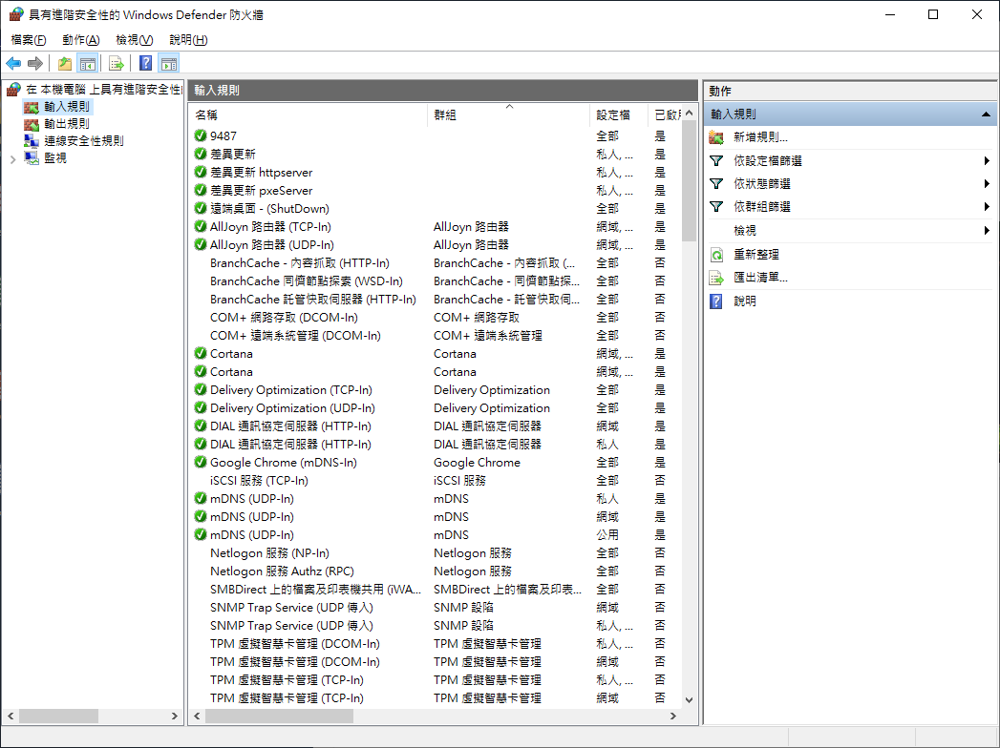 具有進階安全性的 Windows Defender 防火牆
檔案(F) 動作(A) 檢視(V) 說明(H)
在 本機電腦 上具有進階安全性
輸入規則
輸出規則
連線安全性規則
監視
輸入規則
名稱 群組 設定檔 已啟用
9487 全部 是
差異更新 私人, ... 是
差異更新 httpserver 私人, ... 是
差異更新 pxeServer 私人, ... 是
遠端桌面 - (ShutDown) 全部 是
AllJoyn 路由器 (TCP-In) AllJoyn 路由器 網域, ... 是
AllJoyn 路由器 (UDP-In) AllJoyn 路由器 網域, ... 是
BranchCache - 內容抓取 (HTTP-In) BranchCache - 內容抓取 (... 全部 否
BranchCache 同儕節點探索 (WSD-In) BranchCache - 同儕節點探... 全部 否
BranchCache 託管快取伺服器 (HTTP-In) BranchCache - 託管快取伺... 全部 否
COM+ 網路存取 (DCOM-In) COM+ 網路存取 全部 否
COM+ 遠端系統管理 (DCOM-In) COM+ 遠端系統管理 全部 否
Cortana Cortana 網域, ... 是
Cortana Cortana 網域, ... 是
Delivery Optimization (TCP-In) Delivery Optimization 全部 是
Delivery Optimization (UDP-In) Delivery Optimization 全部 是
DIAL 通訊協定伺服器 (HTTP-In) DIAL 通訊協定伺服器 網域 是
DIAL 通訊協定伺服器 (HTTP-In) DIAL 通訊協定伺服器 私人 是
Google Chrome (mDNS-In) Google Chrome 全部 是
iSCSI 服務 (TCP-In) iSCSI 服務 全部 否
mDNS (UDP-In) mDNS 私人 是
mDNS (UDP-In) mDNS 網域 是
mDNS (UDP-In) mDNS 公用 是
Netlogon 服務 (NP-In) Netlogon 服務 全部 否
Netlogon 服務 Authz (RPC) Netlogon 服務 全部 否
SMBDirect 上的檔案及印表機共用 (iWA... SMBDirect 上的檔案及印表... 全部 否
SNMP Trap Service (UDP 傳入) SNMP 設陷 網域 否
SNMP Trap Service (UDP 傳入) SNMP 設陷 私人, ... 否
TPM 虛擬智慧卡管理 (DCOM-In) TPM 虛擬智慧卡管理 私人, ... 否
TPM 虛擬智慧卡管理 (DCOM-In) TPM 虛擬智慧卡管理 網域 否
TPM 虛擬智慧卡管理 (TCP-In) TPM 虛擬智慧卡管理 私人, ... 否
TPM 虛擬智慧卡管理 (TCP-In) TPM 虛擬智慧卡管理 網域 否
動作
輸入規則
新增規則...
依設定檔篩選
依狀態篩選
依群組篩選
檢視
重新整理
匯出清單...
說明